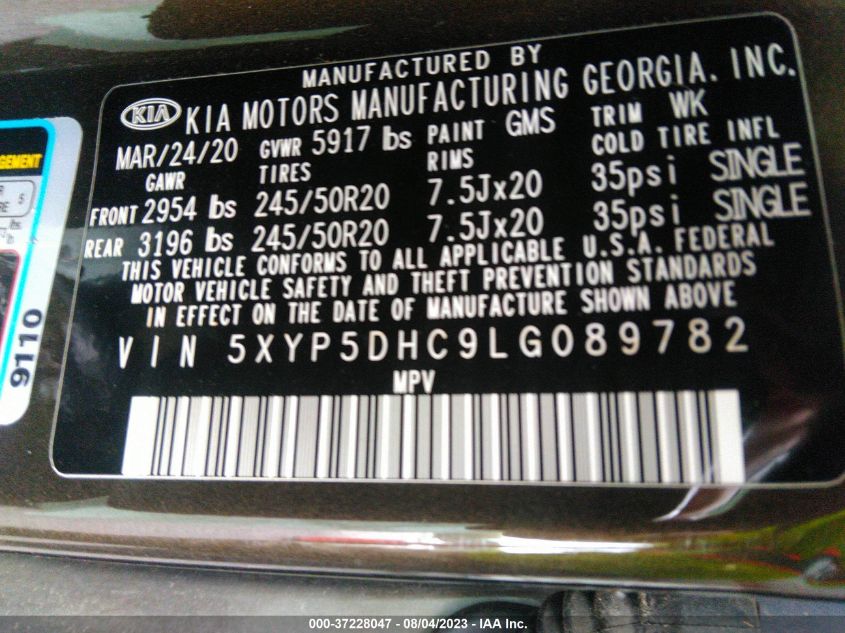 MANUFACTURED BY
KIA KIA MOTORS MANUFACTURING GEORGIA. INC.
MAR/24/20 GVWR 5917 lbs PAINT GMS TRIM WK
GAWR TIRES RIMS COLD TIRE INFL
FRONT 2954 lbs 245/50R20 7.5Jx20 35psi SINGLE
REAR 3196 lbs 245/50R20 7.5Jx20 35psi SINGLE
THIS VEHICLE CONFORMS TO ALL APPLICABLE U.S.A. FEDERAL
MOTOR VEHICLE SAFETY AND THEFT PREVENTION STANDARDS
IN EFFECT ON THE DATE OF MANUFACTURE SHOWN ABOVE
VIN 5XYP5DHC9LG089782
MPV
9110
000-37228047 - 08/04/2023 - IAA Inc.